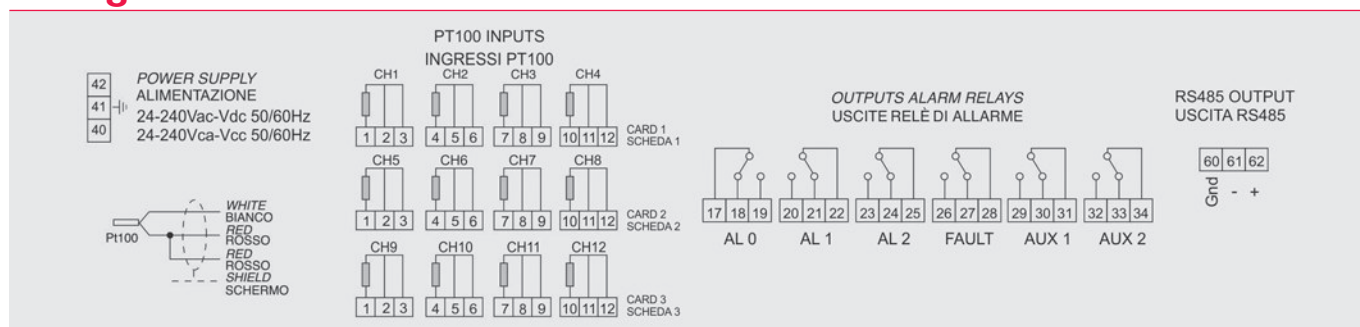 42
41
40
POWER SUPPLY
ALIMENTAZIONE
24-240Vac-Vdc 50/60Hz
24-240Vca-Vcc 50/60Hz
WHITE
BIANCO
RED
ROSSO
RED
ROSSO
SHIELD
SCHERMO
Pt100
PT100 INPUTS
INGRESSI PT100
CH1 CH2 CH3 CH4
1 2 3 4 5 6 7 8 9 10 11 12
CARD 1
SCHEDA 1
CH5 CH6 CH7 CH8
1 2 3 4 5 6 7 8 9 10 11 12
CARD 2
SCHEDA 2
CH9 CH10 CH11 CH12
1 2 3 4 5 6 7 8 9 10 11 12
CARD 3
SCHEDA 3
OUTPUTS ALARM RELAYS
USCITE RELÈ DI ALLARME
17 18 19 20 21 22 23 24 25 26 27 28 29 30 31 32 33 34
AL 0 AL 1 AL 2 FAULT AUX 1 AUX 2
RS485 OUTPUT
USCITA RS485
60 61 62
Gnd - +